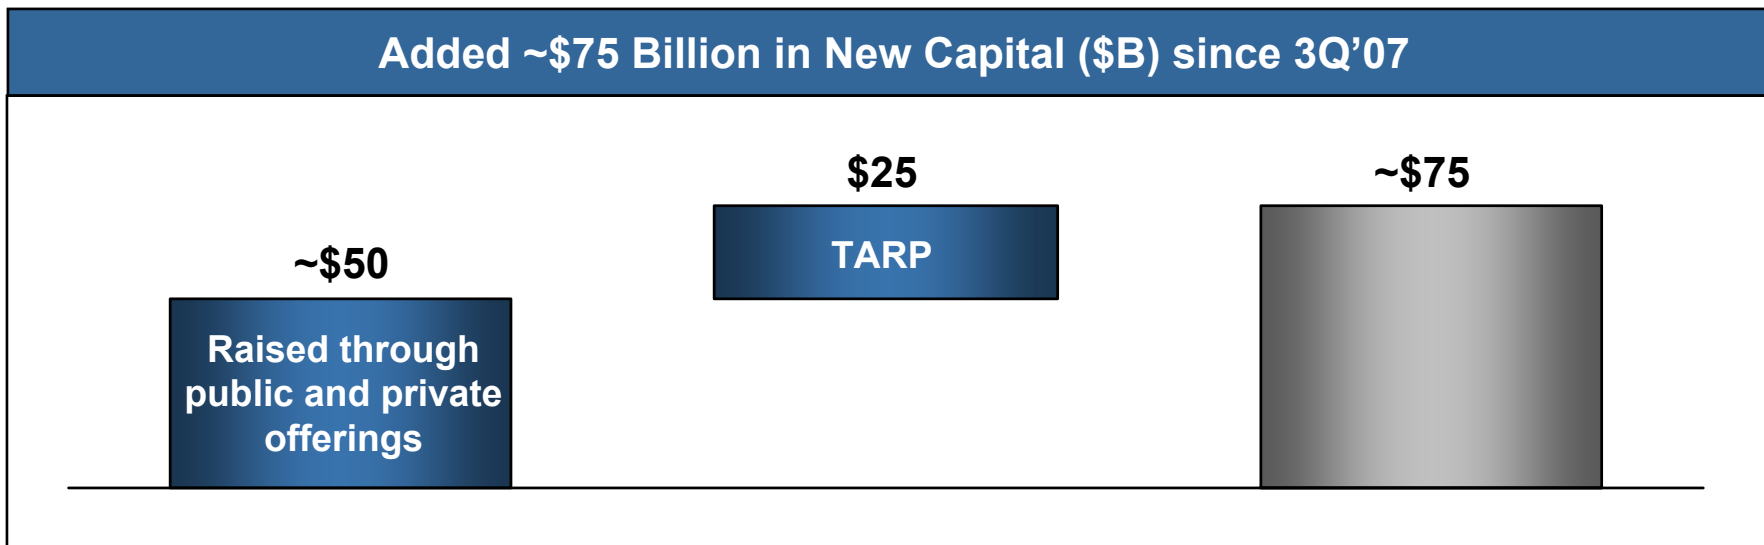 Added ~$75 Billion in New Capital ($B) since 3Q’07
~$50
Raised through
public and private
offerings
$25
TARP
~$75